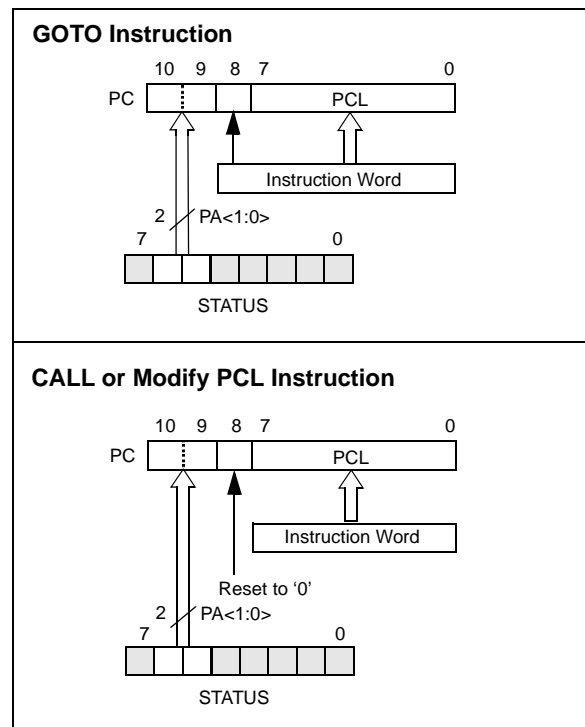 GOTO Instruction
10 9 8 7 0
PC PCL
Instruction Word
2 PA<1:0>
7 0
STATUS
CALL or Modify PCL Instruction
10 9 8 7 0
PC PCL
Instruction Word
Reset to ‘0’
2 PA<1:0>
7 0
STATUS